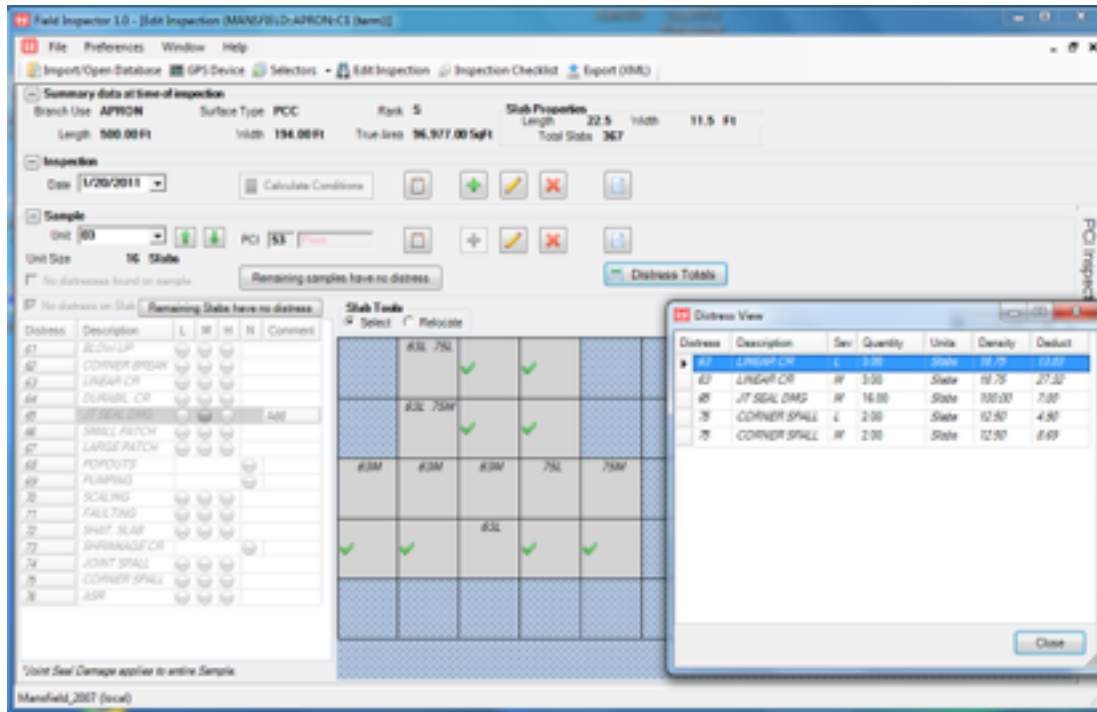 Field Inspector 1.0 - [Edit Inspection (MANSFIELD:APRON:C1 (term))]
File Preferences Window Help
Import/Open Database GPS Device Selectors Edit Inspection Inspection Checklist Export (XML)
Summary data at time of inspection
Branch Use APRON Surface Type PCC Rank S Slab Properties
Length 500.00 Ft Width 194.00 Ft True Area 96,977.00 SqFt Length 22.5 Width 11.5 Ft
Total Slabs 367
Inspection
Date 1/20/2011 Calculate Conditions
Sample
Unit 03 PCI 53 Poor
Unit Size 16 Slabs
No distresses found on sample Remaining samples have no distress Distress Totals
No distress on Slab Remaining Slabs have no distress
Slab Tools
Select Relocate
Distress Description L M H N Comment
61 BLOW-UP
62 CORNER BREAK
63 LINEAR CR
64 DURABIL. CR
65 JT SEAL DMG Add
66 SMALL PATCH
67 LARGE PATCH
68 POPOUTS
69 PUMPING
70 SCALING
71 FAULTING
72 SHAT. SLAB
73 SHRINKAGE CR
74 JOINT SPALL
75 CORNER SPALL
76 ASR
63L 75L
63L 75M
63M 63M 63M 75L 75M
63L
Distress View
Distress Description Sev Quantity Units Density Deduct
63 LINEAR CR L 3.00 Slabs 18.75 13.03
63 LINEAR CR M 3.00 Slabs 18.75 27.32
65 JT SEAL DMG M 16.00 Slabs 100.00 7.00
75 CORNER SPALL L 2.00 Slabs 12.50 4.90
75 CORNER SPALL M 2.00 Slabs 12.50 8.69
Close
PCI Inspect
*Joint Seal Damage applies to entire Sample.
Mansfield_2007 (local)